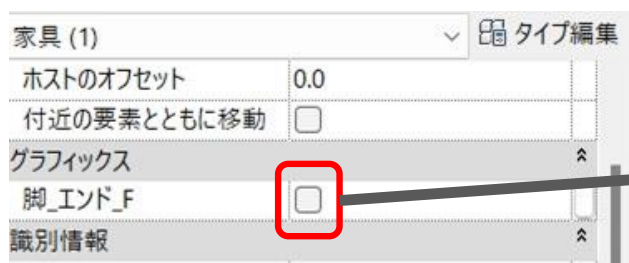 家具 (1) タイプ編集
ホストのオフセット 0.0
付近の要素とともに移動
グラフィックス
脚_エンド_F
識別情報